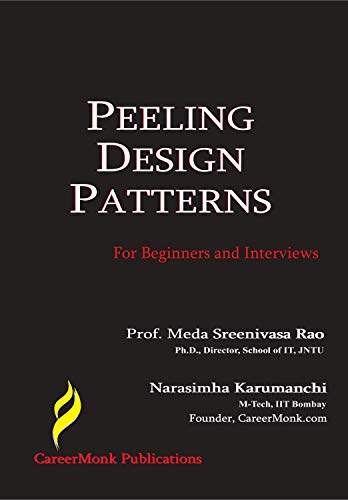 PEELING
DESIGN
PATTERNS
For Beginners and Interviews
Prof. Meda Sreenivasa Rao
Ph.D., Director, School of IT, JNTU
Narasimha Karumanchi
M-Tech, IIT Bombay
Founder, CareerMonk.com
CareerMonk Publications